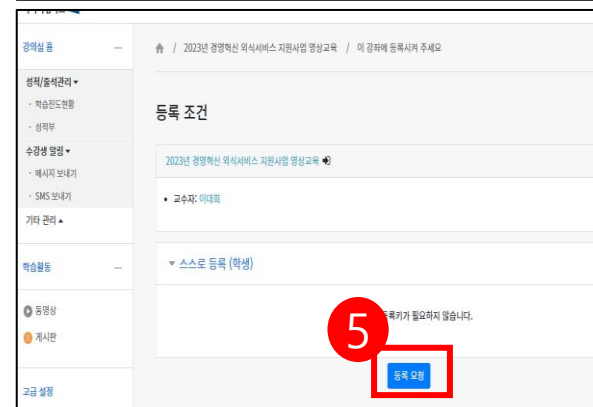 강의실 홈
성적/출석관리 ▾
· 학습진도현황
· 성적부
수강생 알림 ▾
· 메시지 보내기
· SMS 보내기
기타 관리 ▴
학습활동
동영상
게시판
고급 설정
/ 2023년 경영혁신 외식서비스 지원사업 영상교육 / 이 강좌에 등록시켜 주세요
등록 조건
2023년 경영혁신 외식서비스 지원사업 영상교육
• 교수자: 이대희
▾ 스스로 등록 (학생)
등록키가 필요하지 않습니다.
5
등록 요청